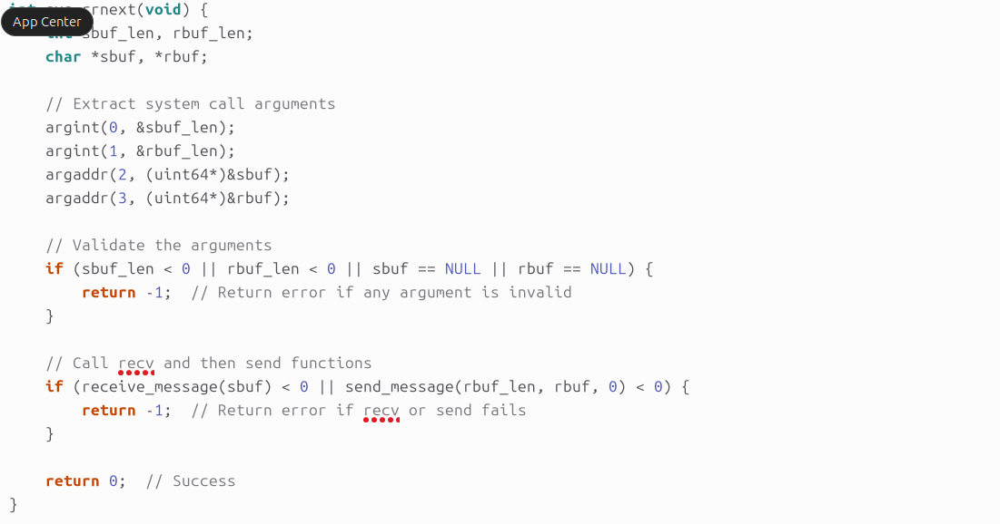 App Center
rrnext(void) {
sbuf_len, rbuf_len;
char *sbuf, *rbuf;
// Extract system call arguments
argint(0, &sbuf_len);
argint(1, &rbuf_len);
argaddr(2, (uint64*)&sbuf);
argaddr(3, (uint64*)&rbuf);
// Validate the arguments
if (sbuf_len < 0 || rbuf_len < 0 || sbuf == NULL || rbuf == NULL) {
return -1;  // Return error if any argument is invalid
}
// Call recv and then send functions
if (receive_message(sbuf) < 0 || send_message(rbuf_len, rbuf, 0) < 0) {
return -1;  // Return error if recv or send fails
}
return 0;  // Success
}